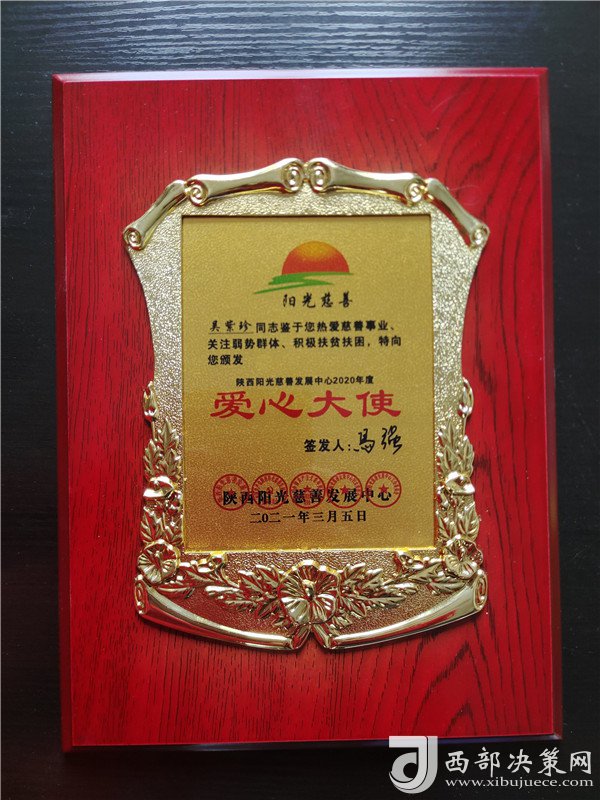 阳光慈善
吴紫珍同志鉴于您热爱慈善事业、
关注弱势群体、积极扶贫扶困，特向
您颁发
陕西阳光慈善发展中心2020年度
爱心大使
签发人:马强
陕西阳光慈善发展中心
二〇二一年三月五日
西部决策网
www.xibujuece.com